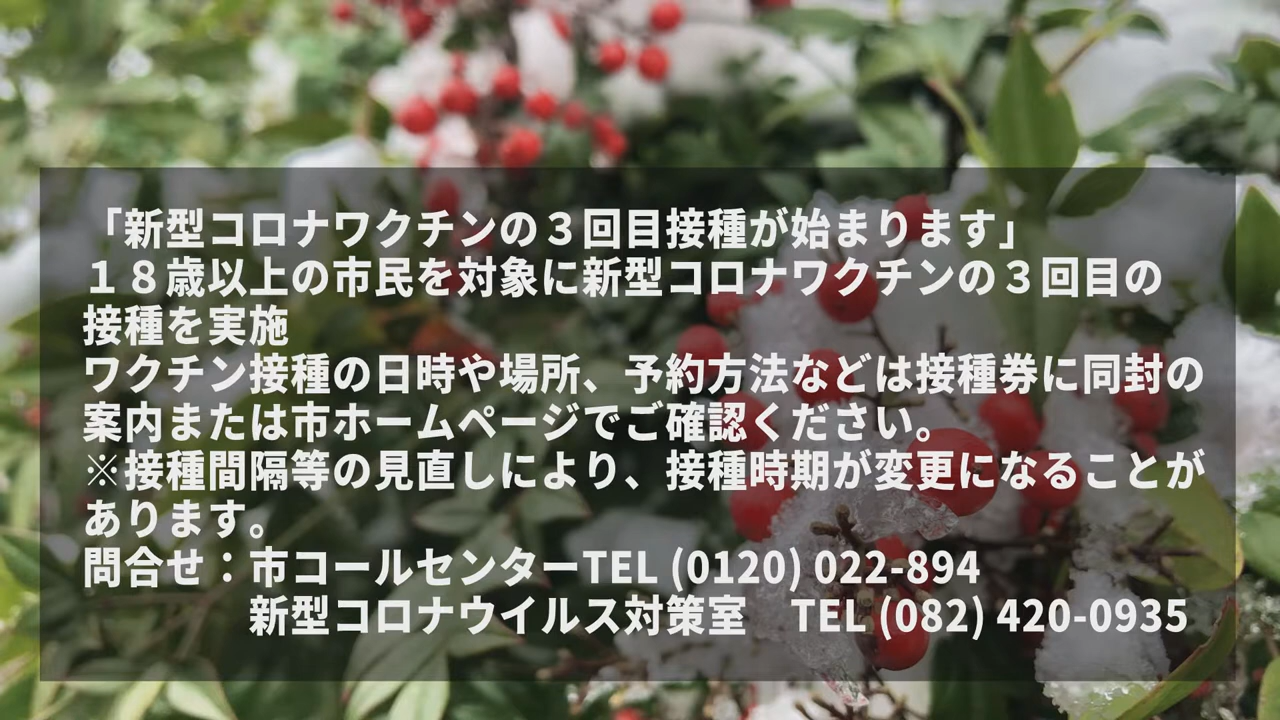 「新型コロナワクチンの３回目接種が始まります」
１８歳以上の市民を対象に新型コロナワクチンの３回目の
接種を実施
ワクチン接種の日時や場所、予約方法などは接種券に同封の
案内または市ホームページでご確認ください。
※接種間隔等の見直しにより、接種時期が変更になることが
あります。
問合せ：市コールセンターTEL (0120) 022-894
新型コロナウイルス対策室　TEL (082) 420-0935